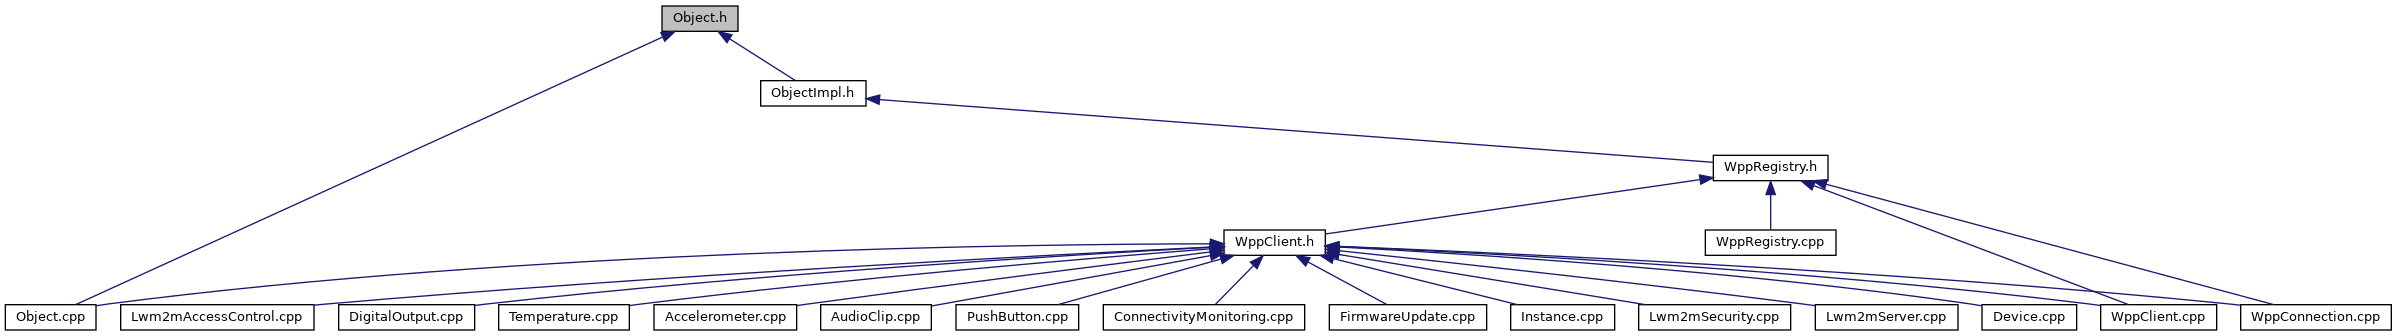 Object.h
ObjectImpl.h
WppRegistry.h
WppClient.h
WppRegistry.cpp
Object.cpp
Lwm2mAccessControl.cpp
DigitalOutput.cpp
Temperature.cpp
Accelerometer.cpp
AudioClip.cpp
PushButton.cpp
ConnectivityMonitoring.cpp
FirmwareUpdate.cpp
Instance.cpp
Lwm2mSecurity.cpp
Lwm2mServer.cpp
Device.cpp
WppClient.cpp
WppConnection.cpp